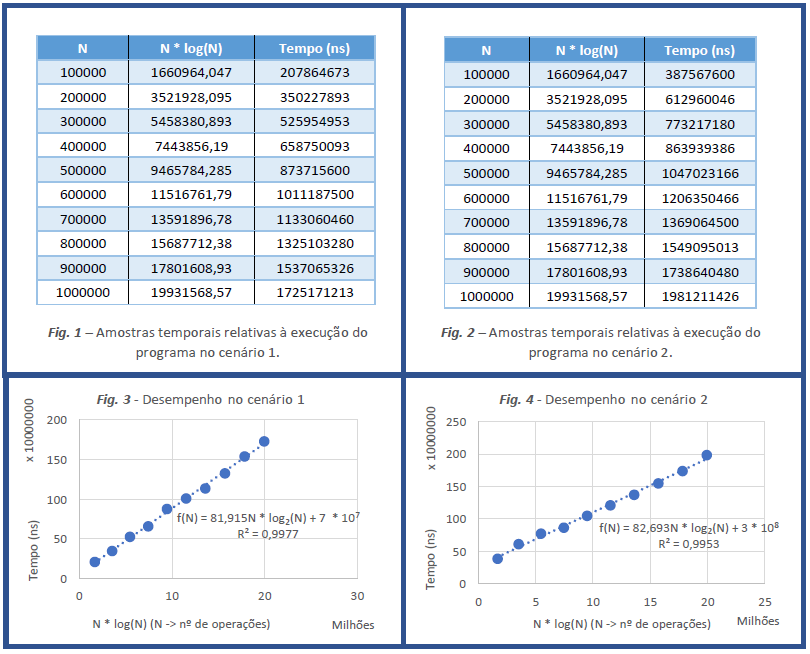 N N * log(N) Tempo (ns)
100000 1660964,047 207864673
200000 3521928,095 350227893
300000 5458380,893 525954953
400000 7443856,19 658750093
500000 9465784,285 873715600
600000 11516761,79 1011187500
700000 13591896,78 1133060460
800000 15687712,38 1325103280
900000 17801608,93 1537065326
1000000 19931568,57 1725171213
Fig. 1 – Amostras temporais relativas à execução do
programa no cenário 1.
N N * log(N) Tempo (ns)
100000 1660964,047 387567600
200000 3521928,095 612960046
300000 5458380,893 773217180
400000 7443856,19 863939386
500000 9465784,285 1047023166
600000 11516761,79 1206350466
700000 13591896,78 1369064500
800000 15687712,38 1549095013
900000 17801608,93 1738640480
1000000 19931568,57 1981211426
Fig. 2 – Amostras temporais relativas à execução do
programa no cenário 2.
Fig. 3 - Desempenho no cenário 1
x 10000000
Tempo (ns)
200
150
100
50
0
f(N) = 81,915N * log₂(N) + 7 * 10⁷
R² = 0,9977
0 10 20 30
N * log(N) (N -> nº de operações)
Milhões
Fig. 4 - Desempenho no cenário 2
x 10000000
Tempo (ns)
250
200
150
100
50
0
f(N) = 82,693N * log₂(N) + 3 * 10⁸
R² = 0,9953
0 5 10 15 20 25
N * log(N) (N -> nº de operações)
Milhões